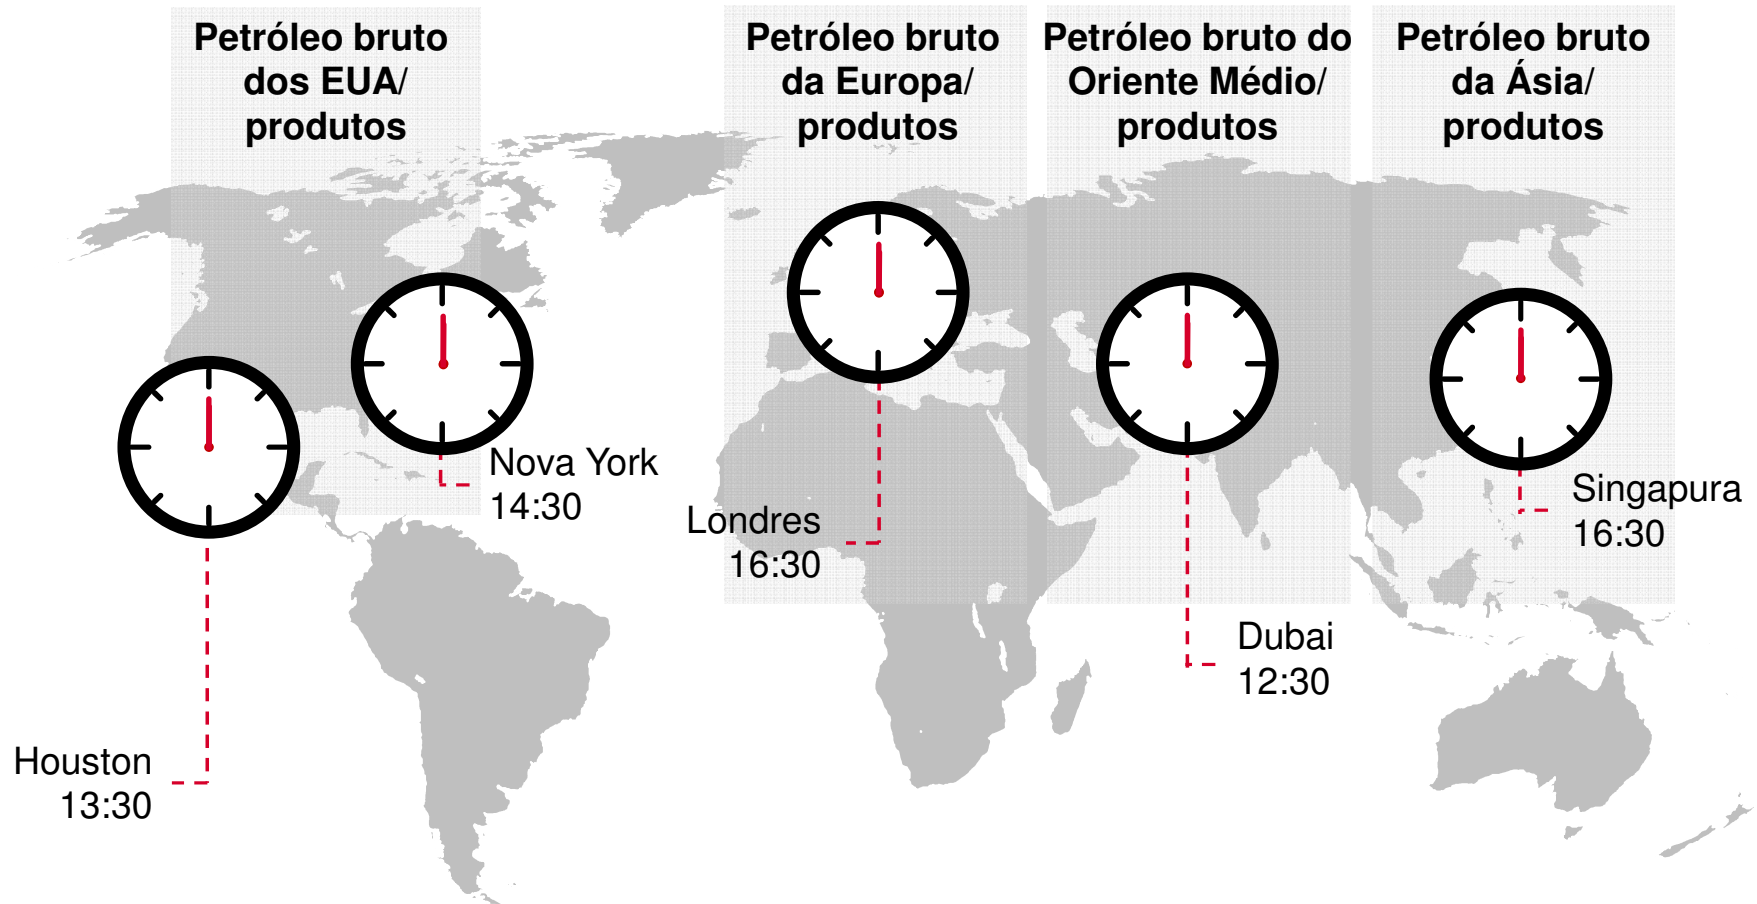 Petróleo bruto
dos EUA/
produtos
Petróleo bruto
da Europa/
produtos
Petróleo bruto do
Oriente Médio/
produtos
Petróleo bruto
da Ásia/
produtos
Nova York
14:30
Londres
16:30
Singapura
16:30
Dubai
12:30
Houston
13:30